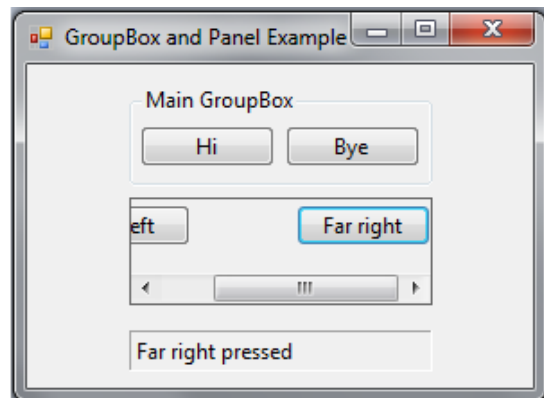 GroupBox and Panel Example
Main GroupBox
Hi Bye
eft Far right
Far right pressed